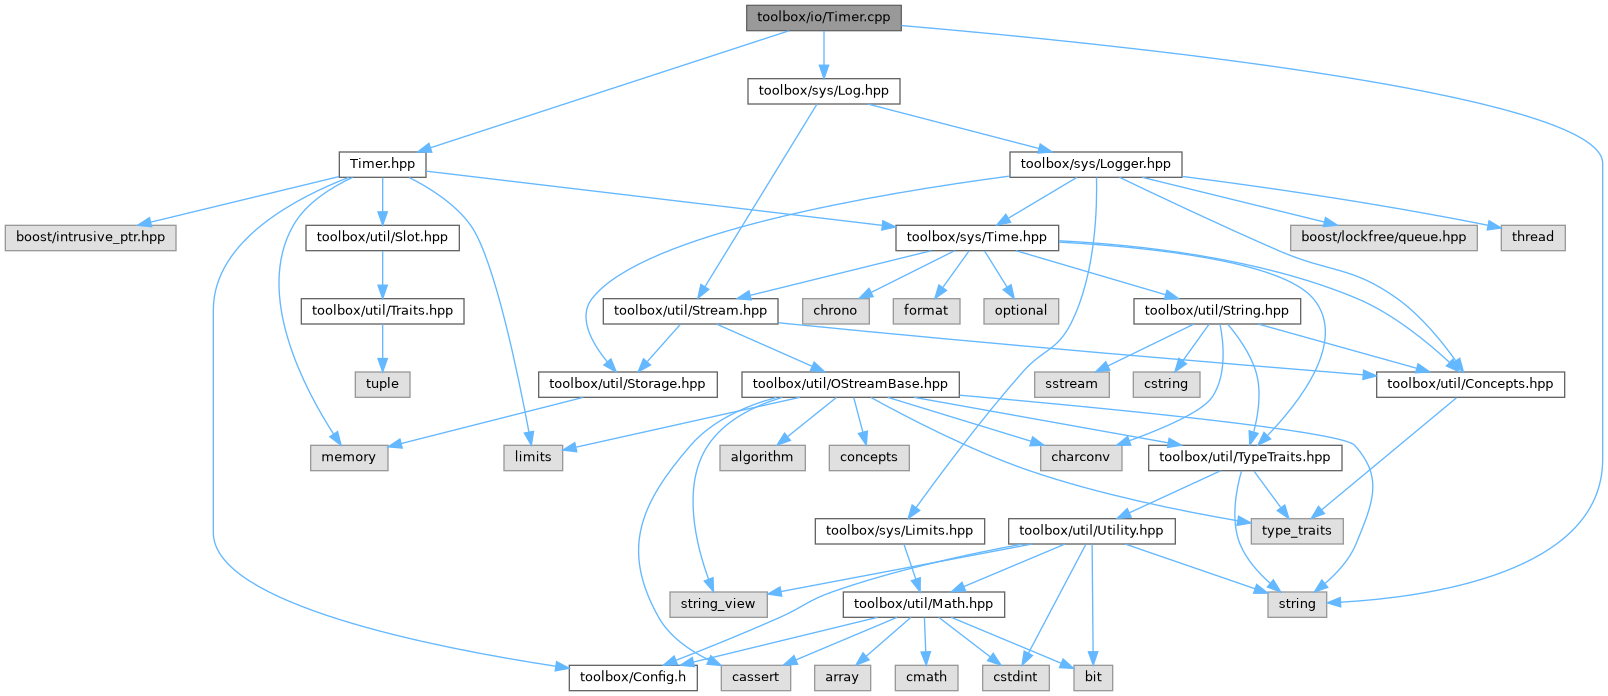 toolbox/io/Timer.cpp
toolbox/sys/Log.hpp
Timer.hpp
toolbox/sys/Logger.hpp
boost/intrusive_ptr.hpp
toolbox/util/Slot.hpp
toolbox/sys/Time.hpp
boost/lockfree/queue.hpp
thread
toolbox/util/Traits.hpp
toolbox/util/Stream.hpp
chrono
format
optional
toolbox/util/String.hpp
tuple
toolbox/util/Storage.hpp
toolbox/util/OStreamBase.hpp
sstream
cstring
toolbox/util/Concepts.hpp
memory
limits
algorithm
concepts
charconv
toolbox/util/TypeTraits.hpp
toolbox/sys/Limits.hpp
toolbox/util/Utility.hpp
type_traits
string_view
toolbox/util/Math.hpp
string
toolbox/Config.h
cassert
array
cmath
cstdint
bit